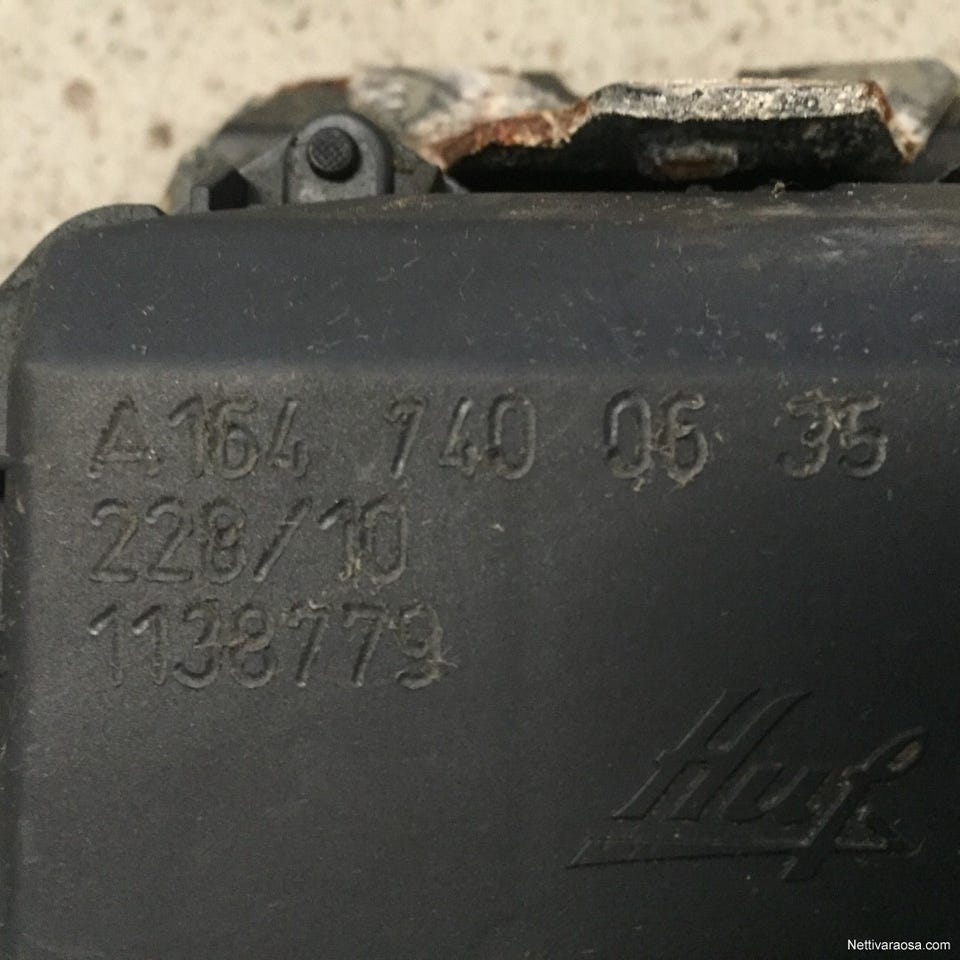 A 164 740 06 35
228/10
1138779
Huf
Nettivaraosa.com